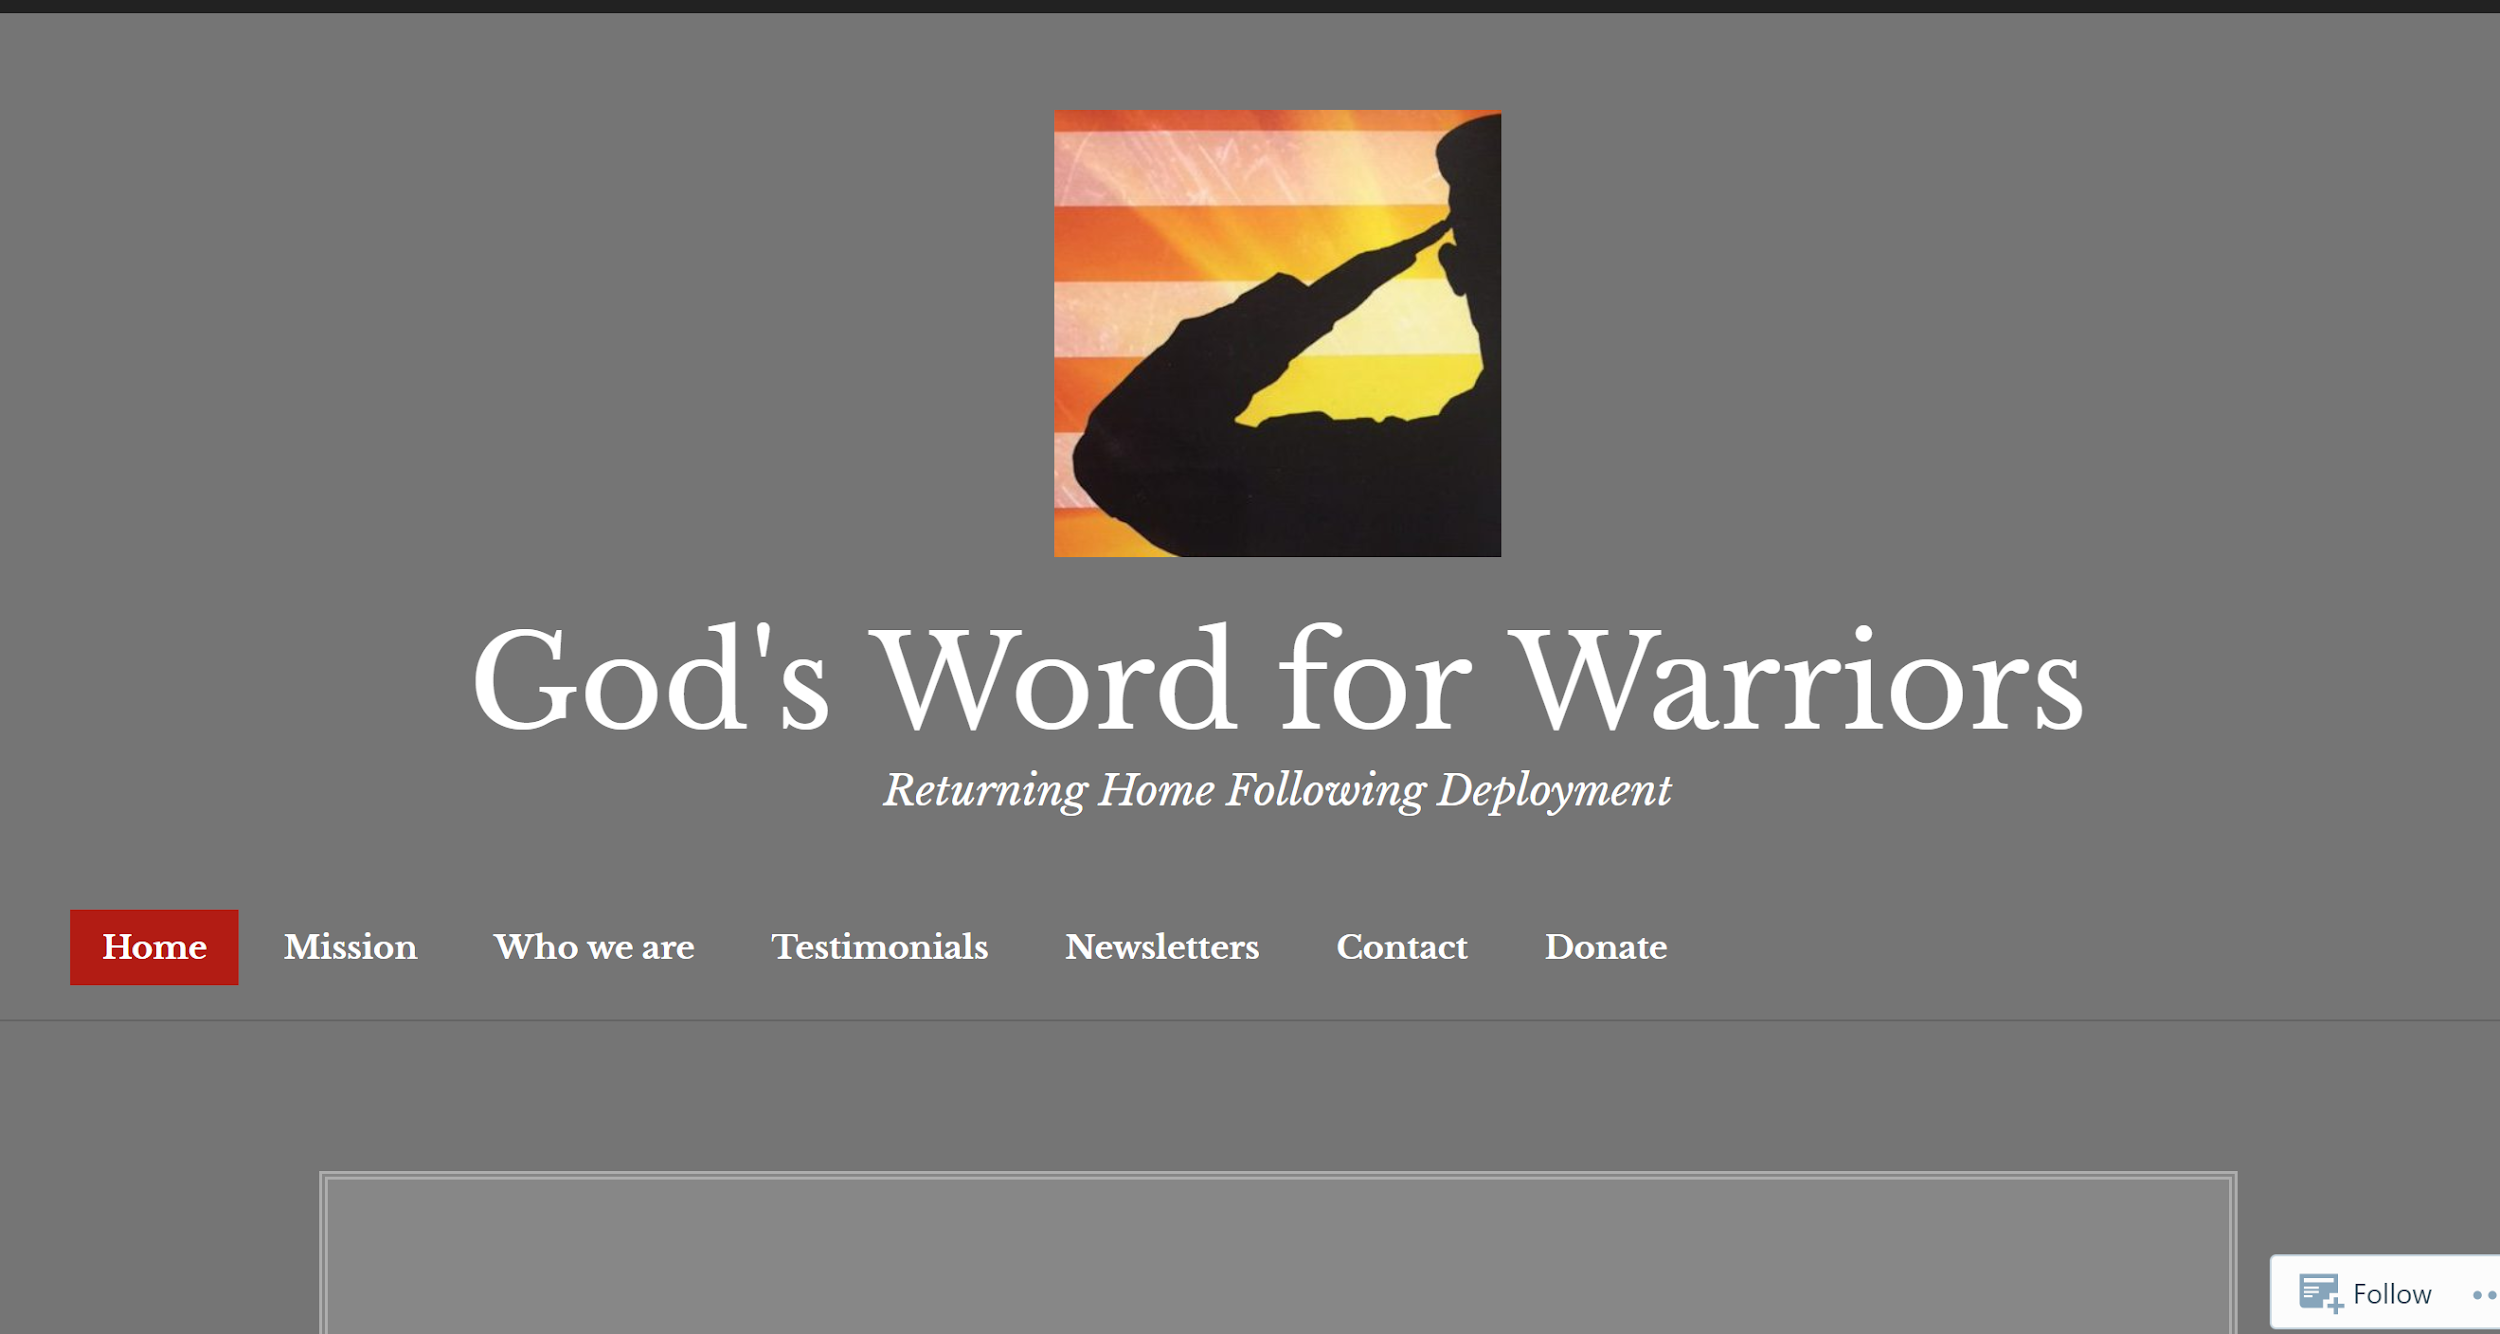 God's Word for Warriors
Returning Home Following Deployment
Home Mission Who we are Testimonials Newsletters Contact Donate
Follow